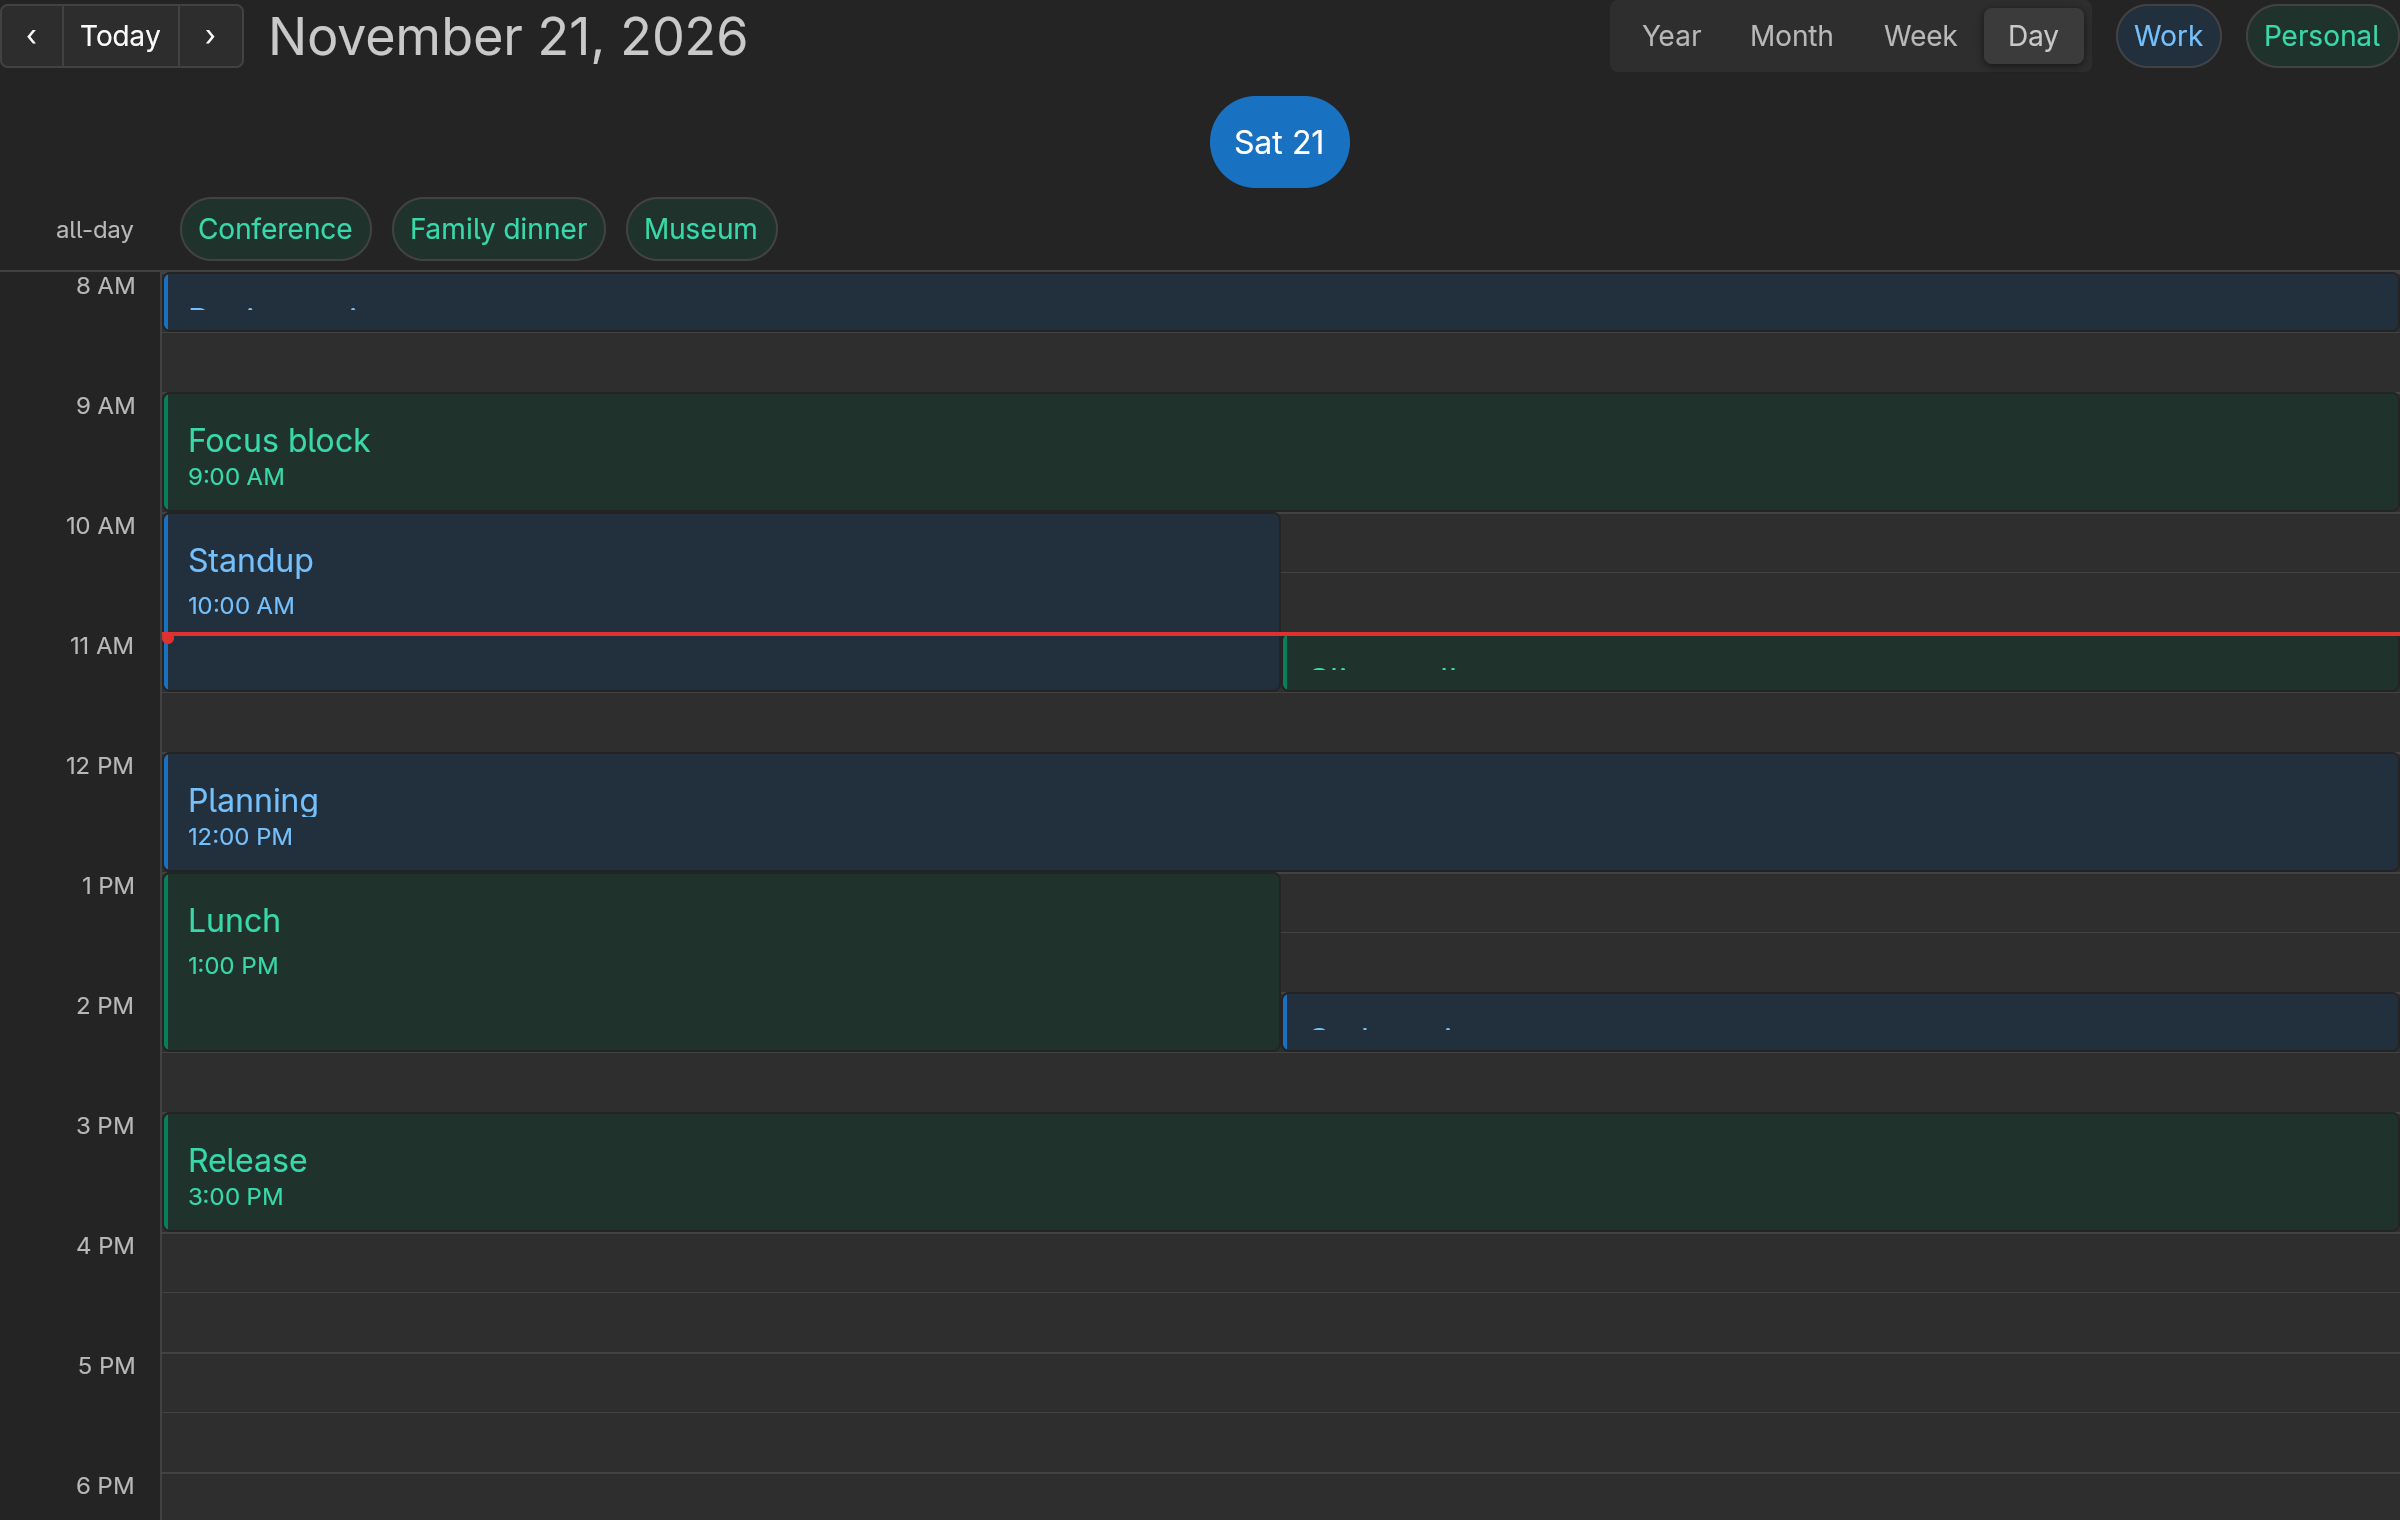 ‹ Today › November 21, 2026 Year Month Week Day Work Personal
Sat 21
all-day Conference Family dinner Museum
8 AM
9 AM
Focus block
9:00 AM
10 AM
Standup
10:00 AM
11 AM
12 PM
Planning
12:00 PM
1 PM
Lunch
1:00 PM
2 PM
3 PM
Release
3:00 PM
4 PM
5 PM
6 PM